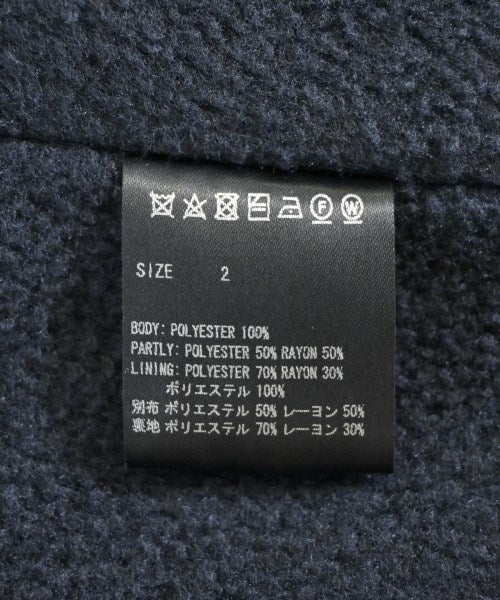 F W
SIZE 2
BODY: POLYESTER 100%
PARTLY: POLYESTER 50% RAYON 50%
LINING: POLYESTER 70% RAYON 30%
ポリエステル 100%
別布 ポリエステル 50% レーヨン 50%
裏地 ポリエステル 70% レーヨン 30%